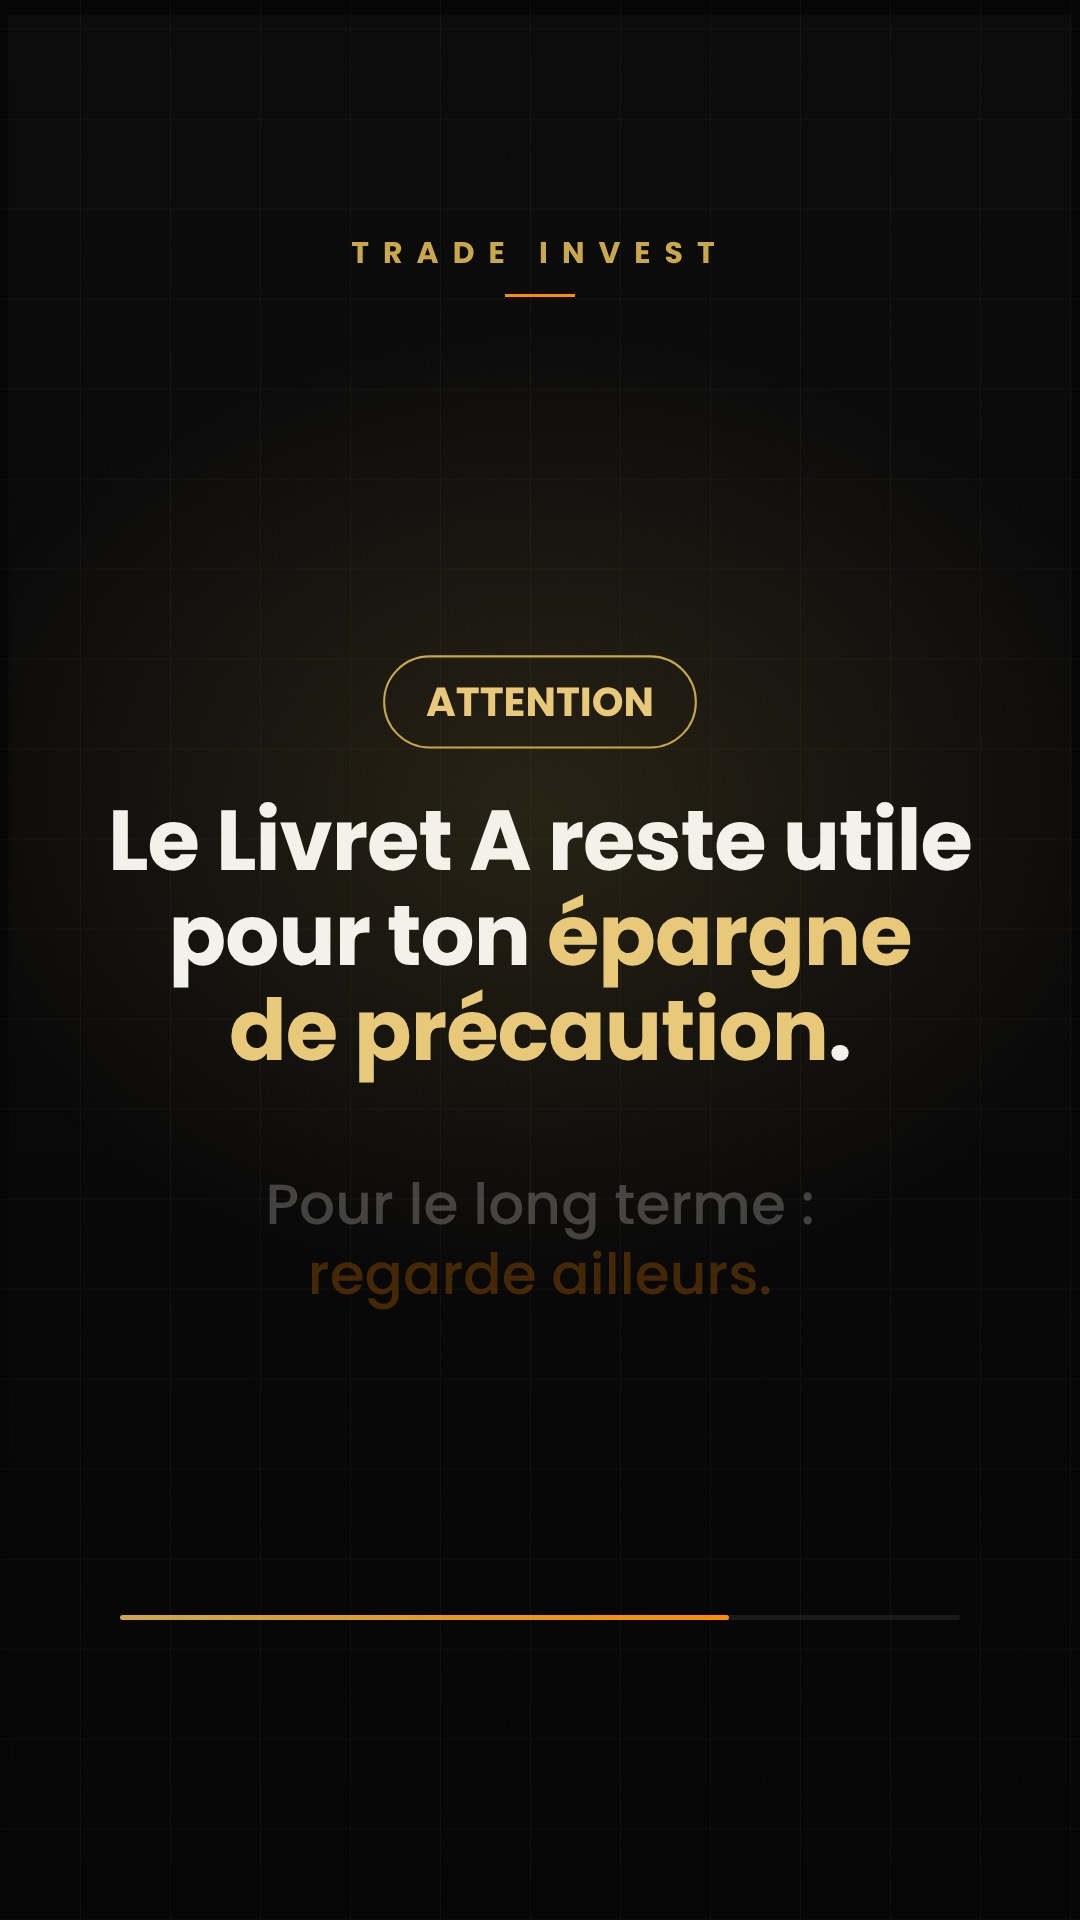 TRADE INVEST
ATTENTION
Le Livret A reste utile
pour ton épargne
de précaution.
Pour le long terme :
regarde ailleurs.